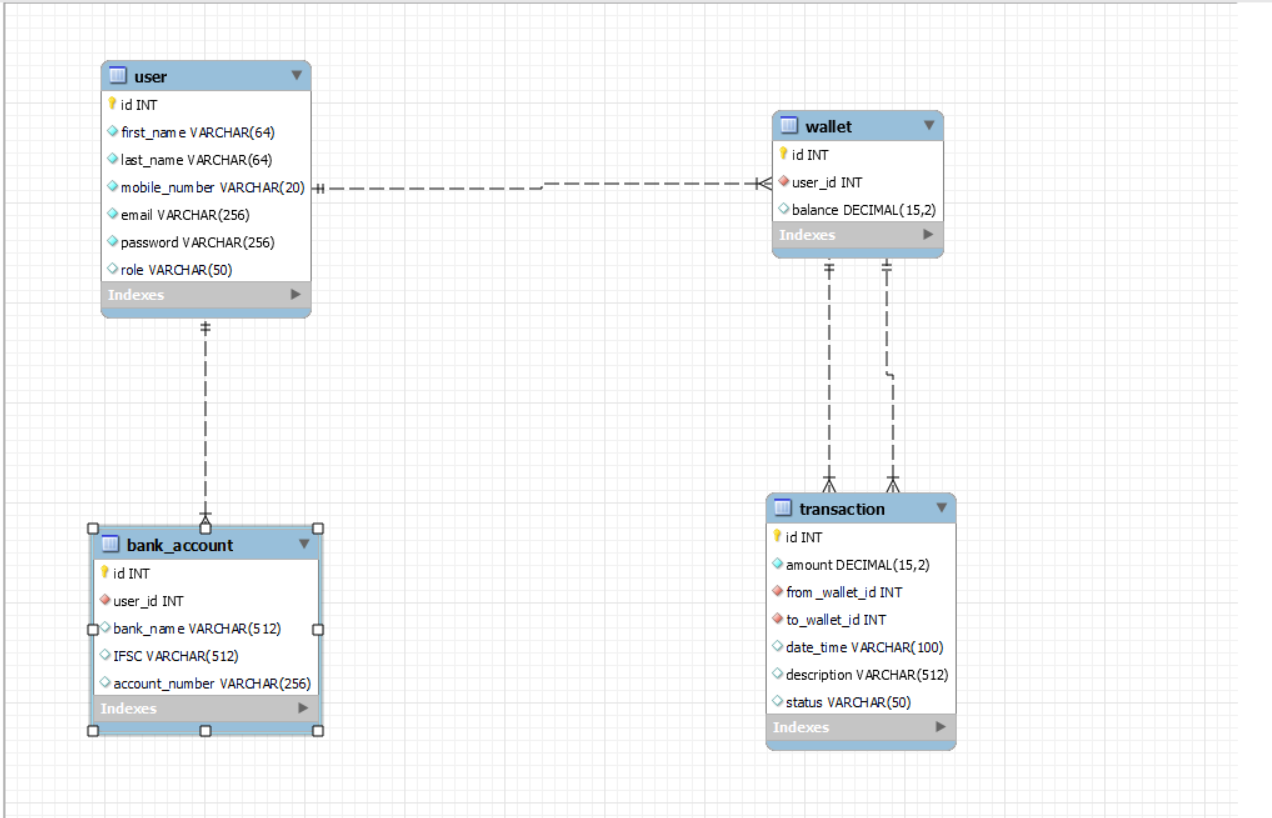 user
id INT
first_name VARCHAR(64)
last_name VARCHAR(64)
mobile_number VARCHAR(20)
email VARCHAR(256)
password VARCHAR(256)
role VARCHAR(50)
Indexes
wallet
id INT
user_id INT
balance DECIMAL(15,2)
Indexes
bank_account
id INT
user_id INT
bank_name VARCHAR(512)
IFSC VARCHAR(512)
account_number VARCHAR(256)
Indexes
transaction
id INT
amount DECIMAL(15,2)
from_wallet_id INT
to_wallet_id INT
date_time VARCHAR(100)
description VARCHAR(512)
status VARCHAR(50)
Indexes